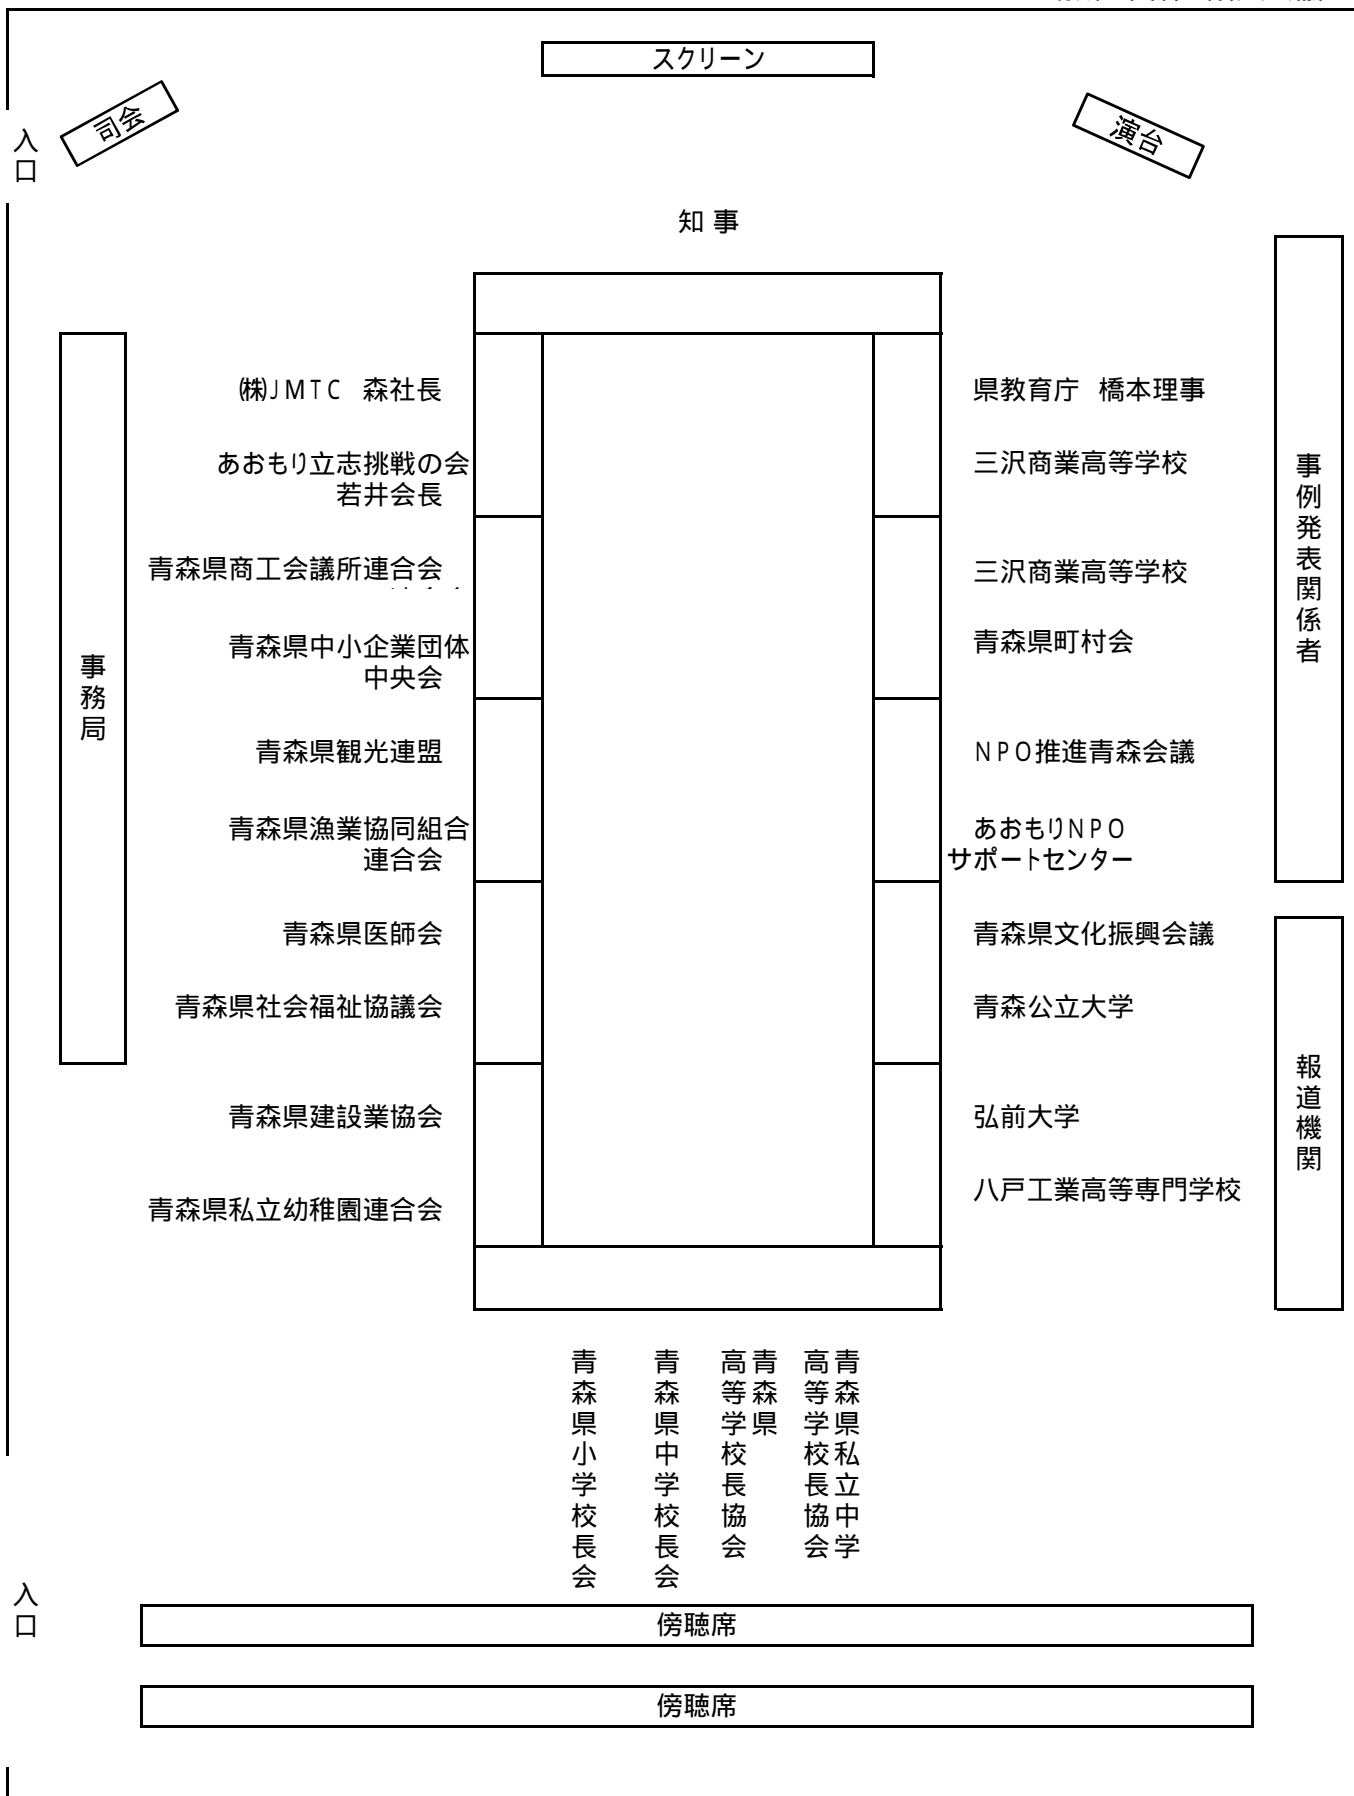 スクリーン
司会
演台
入口
知事
㈱JMTC 森社長
あおもり立志挑戦の会
若井会長
青森県商工会議所連合会
青森県中小企業団体
中央会
青森県観光連盟
青森県漁業協同組合
連合会
青森県医師会
青森県社会福祉協議会
青森県建設業協会
青森県私立幼稚園連合会
事務局
県教育庁 橋本理事
三沢商業高等学校
三沢商業高等学校
青森県町村会
NPO推進青森会議
あおもりNPO
サポートセンター
青森県文化振興会議
青森公立大学
弘前大学
八戸工業高等専門学校
事例発表関係者
報道機関
青森県小学校長会
青森県中学校長会
青森県
高等学校長協会
青森県私立中学
高等学校長協会
入口
傍聴席
傍聴席